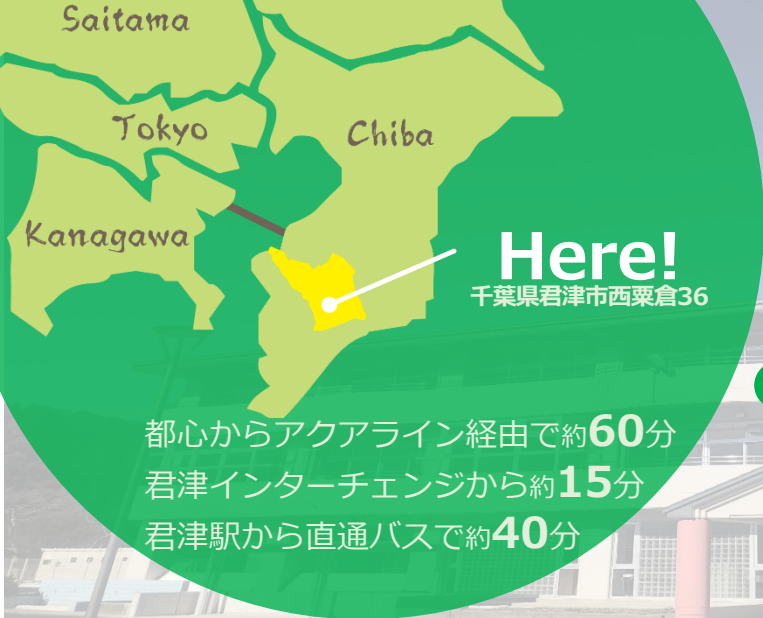 Saitama
Tokyo
Chiba
Kanagawa
Here!
千葉県君津市西粟倉36
都心からアクアライン経由で約60分
君津インターチェンジから約15分
君津駅から直通バスで約40分